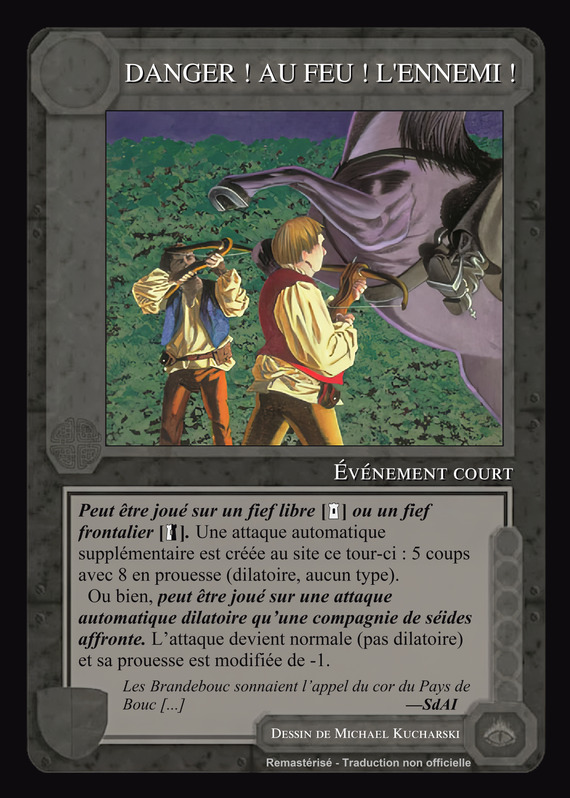 DANGER ! AU FEU ! L'ENNEMI !
ÉVÉNEMENT COURT
Peut être joué sur un fief libre [ ] ou un fief
frontalier [ ]. Une attaque automatique
supplémentaire est créée au site ce tour-ci : 5 coups
avec 8 en prouesse (dilatoire, aucun type).
Ou bien, peut être joué sur une attaque
automatique dilatoire qu'une compagnie de séides
affronte. L'attaque devient normale (pas dilatoire)
et sa prouesse est modifiée de -1.
Les Brandebouc sonnaient l'appel du cor du Pays de
Bouc [...] —SdAI
DESSIN DE MICHAEL KUCHARSKI
Remastérisé - Traduction non officielle